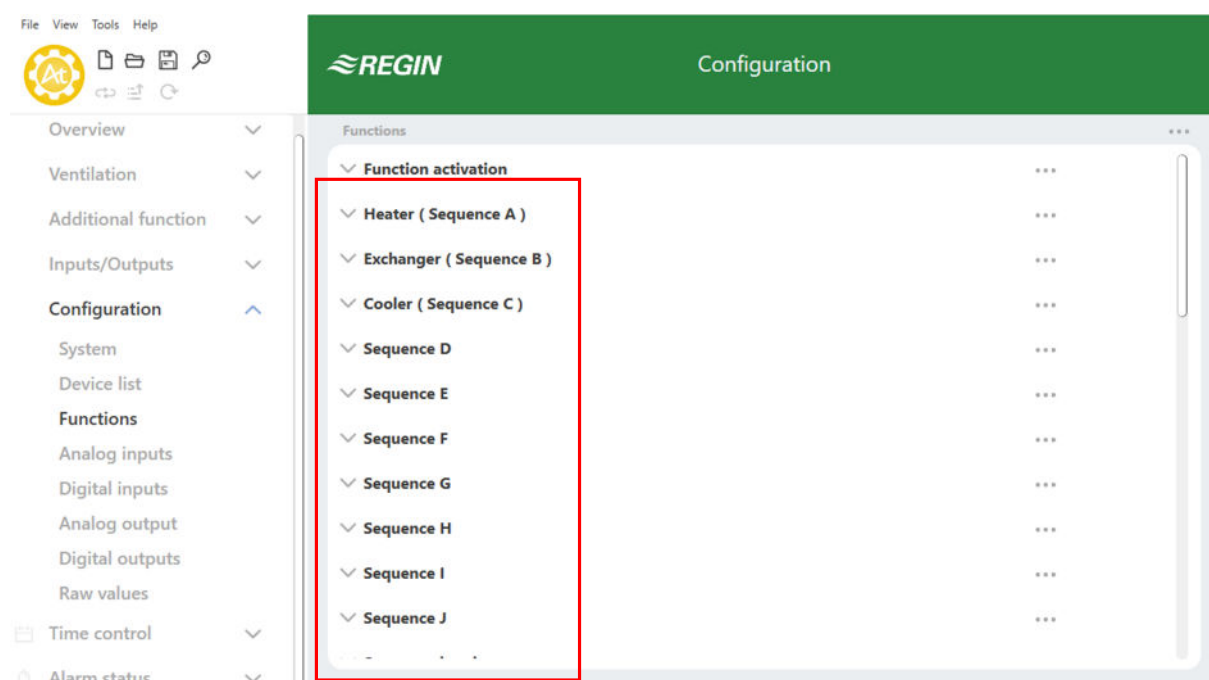 File View Tools Help
At
REGIN
Configuration
Overview
Ventilation
Additional function
Inputs/Outputs
Configuration
System
Device list
Functions
Analog inputs
Digital inputs
Analog output
Digital outputs
Raw values
Time control
Alarm status
Functions
Function activation
Heater ( Sequence A )
Exchanger ( Sequence B )
Cooler ( Sequence C )
Sequence D
Sequence E
Sequence F
Sequence G
Sequence H
Sequence I
Sequence J